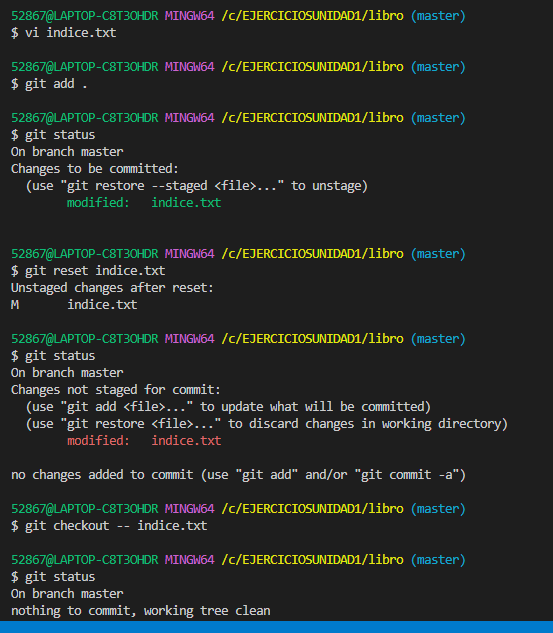 52867@LAPTOP-C8T3OHDR MINGW64 /c/EJERCICIOSUNIDAD1/libro (master)
$ vi indice.txt
52867@LAPTOP-C8T3OHDR MINGW64 /c/EJERCICIOSUNIDAD1/libro (master)
$ git add .
52867@LAPTOP-C8T3OHDR MINGW64 /c/EJERCICIOSUNIDAD1/libro (master)
$ git status
On branch master
Changes to be committed:
  (use "git restore --staged <file>..." to unstage)
        modified:   indice.txt
52867@LAPTOP-C8T3OHDR MINGW64 /c/EJERCICIOSUNIDAD1/libro (master)
$ git reset indice.txt
Unstaged changes after reset:
M       indice.txt
52867@LAPTOP-C8T3OHDR MINGW64 /c/EJERCICIOSUNIDAD1/libro (master)
$ git status
On branch master
Changes not staged for commit:
  (use "git add <file>..." to update what will be committed)
  (use "git restore <file>..." to discard changes in working directory)
        modified:   indice.txt
no changes added to commit (use "git add" and/or "git commit -a")
52867@LAPTOP-C8T3OHDR MINGW64 /c/EJERCICIOSUNIDAD1/libro (master)
$ git checkout -- indice.txt
52867@LAPTOP-C8T3OHDR MINGW64 /c/EJERCICIOSUNIDAD1/libro (master)
$ git status
On branch master
nothing to commit, working tree clean